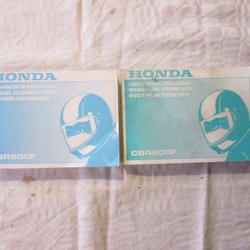 HONDA
OWNER'S MANUAL
MANUEL DU CONDUCTEUR
FAHRER-HANDBUCH
CBR600F
HONDA
USO E MANUTENZIONE
MANUAL DEL PROPIETARIO
INSTRUKTIEBOEK
CBR600F